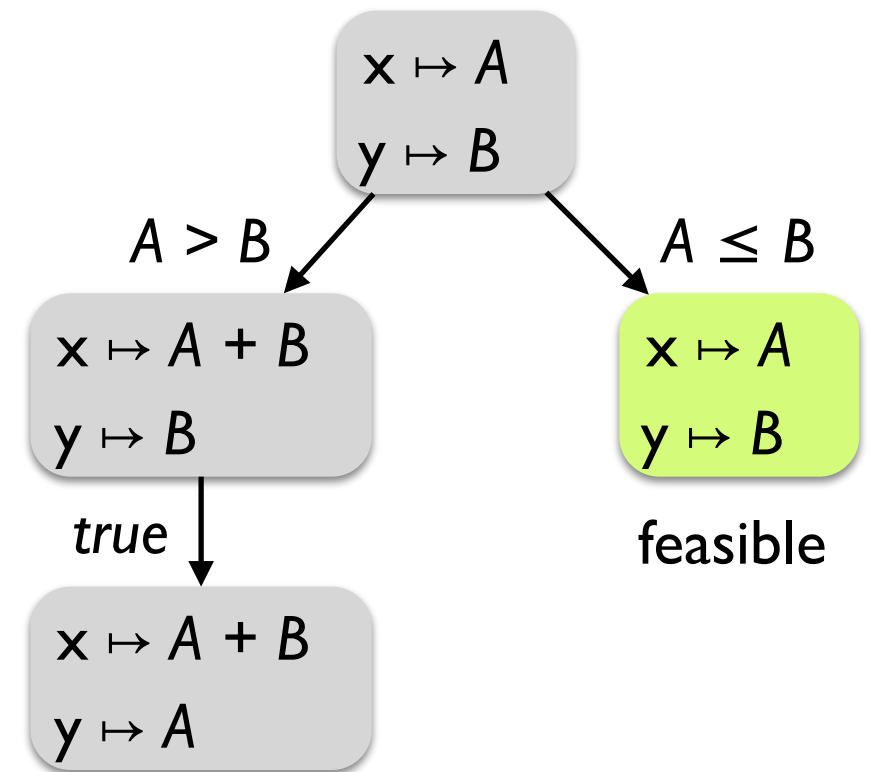 x ↦ A
y ↦ B
A > B
A ≤ B
x ↦ A + B
y ↦ B
x ↦ A
y ↦ B
true
feasible
x ↦ A + B
y ↦ A